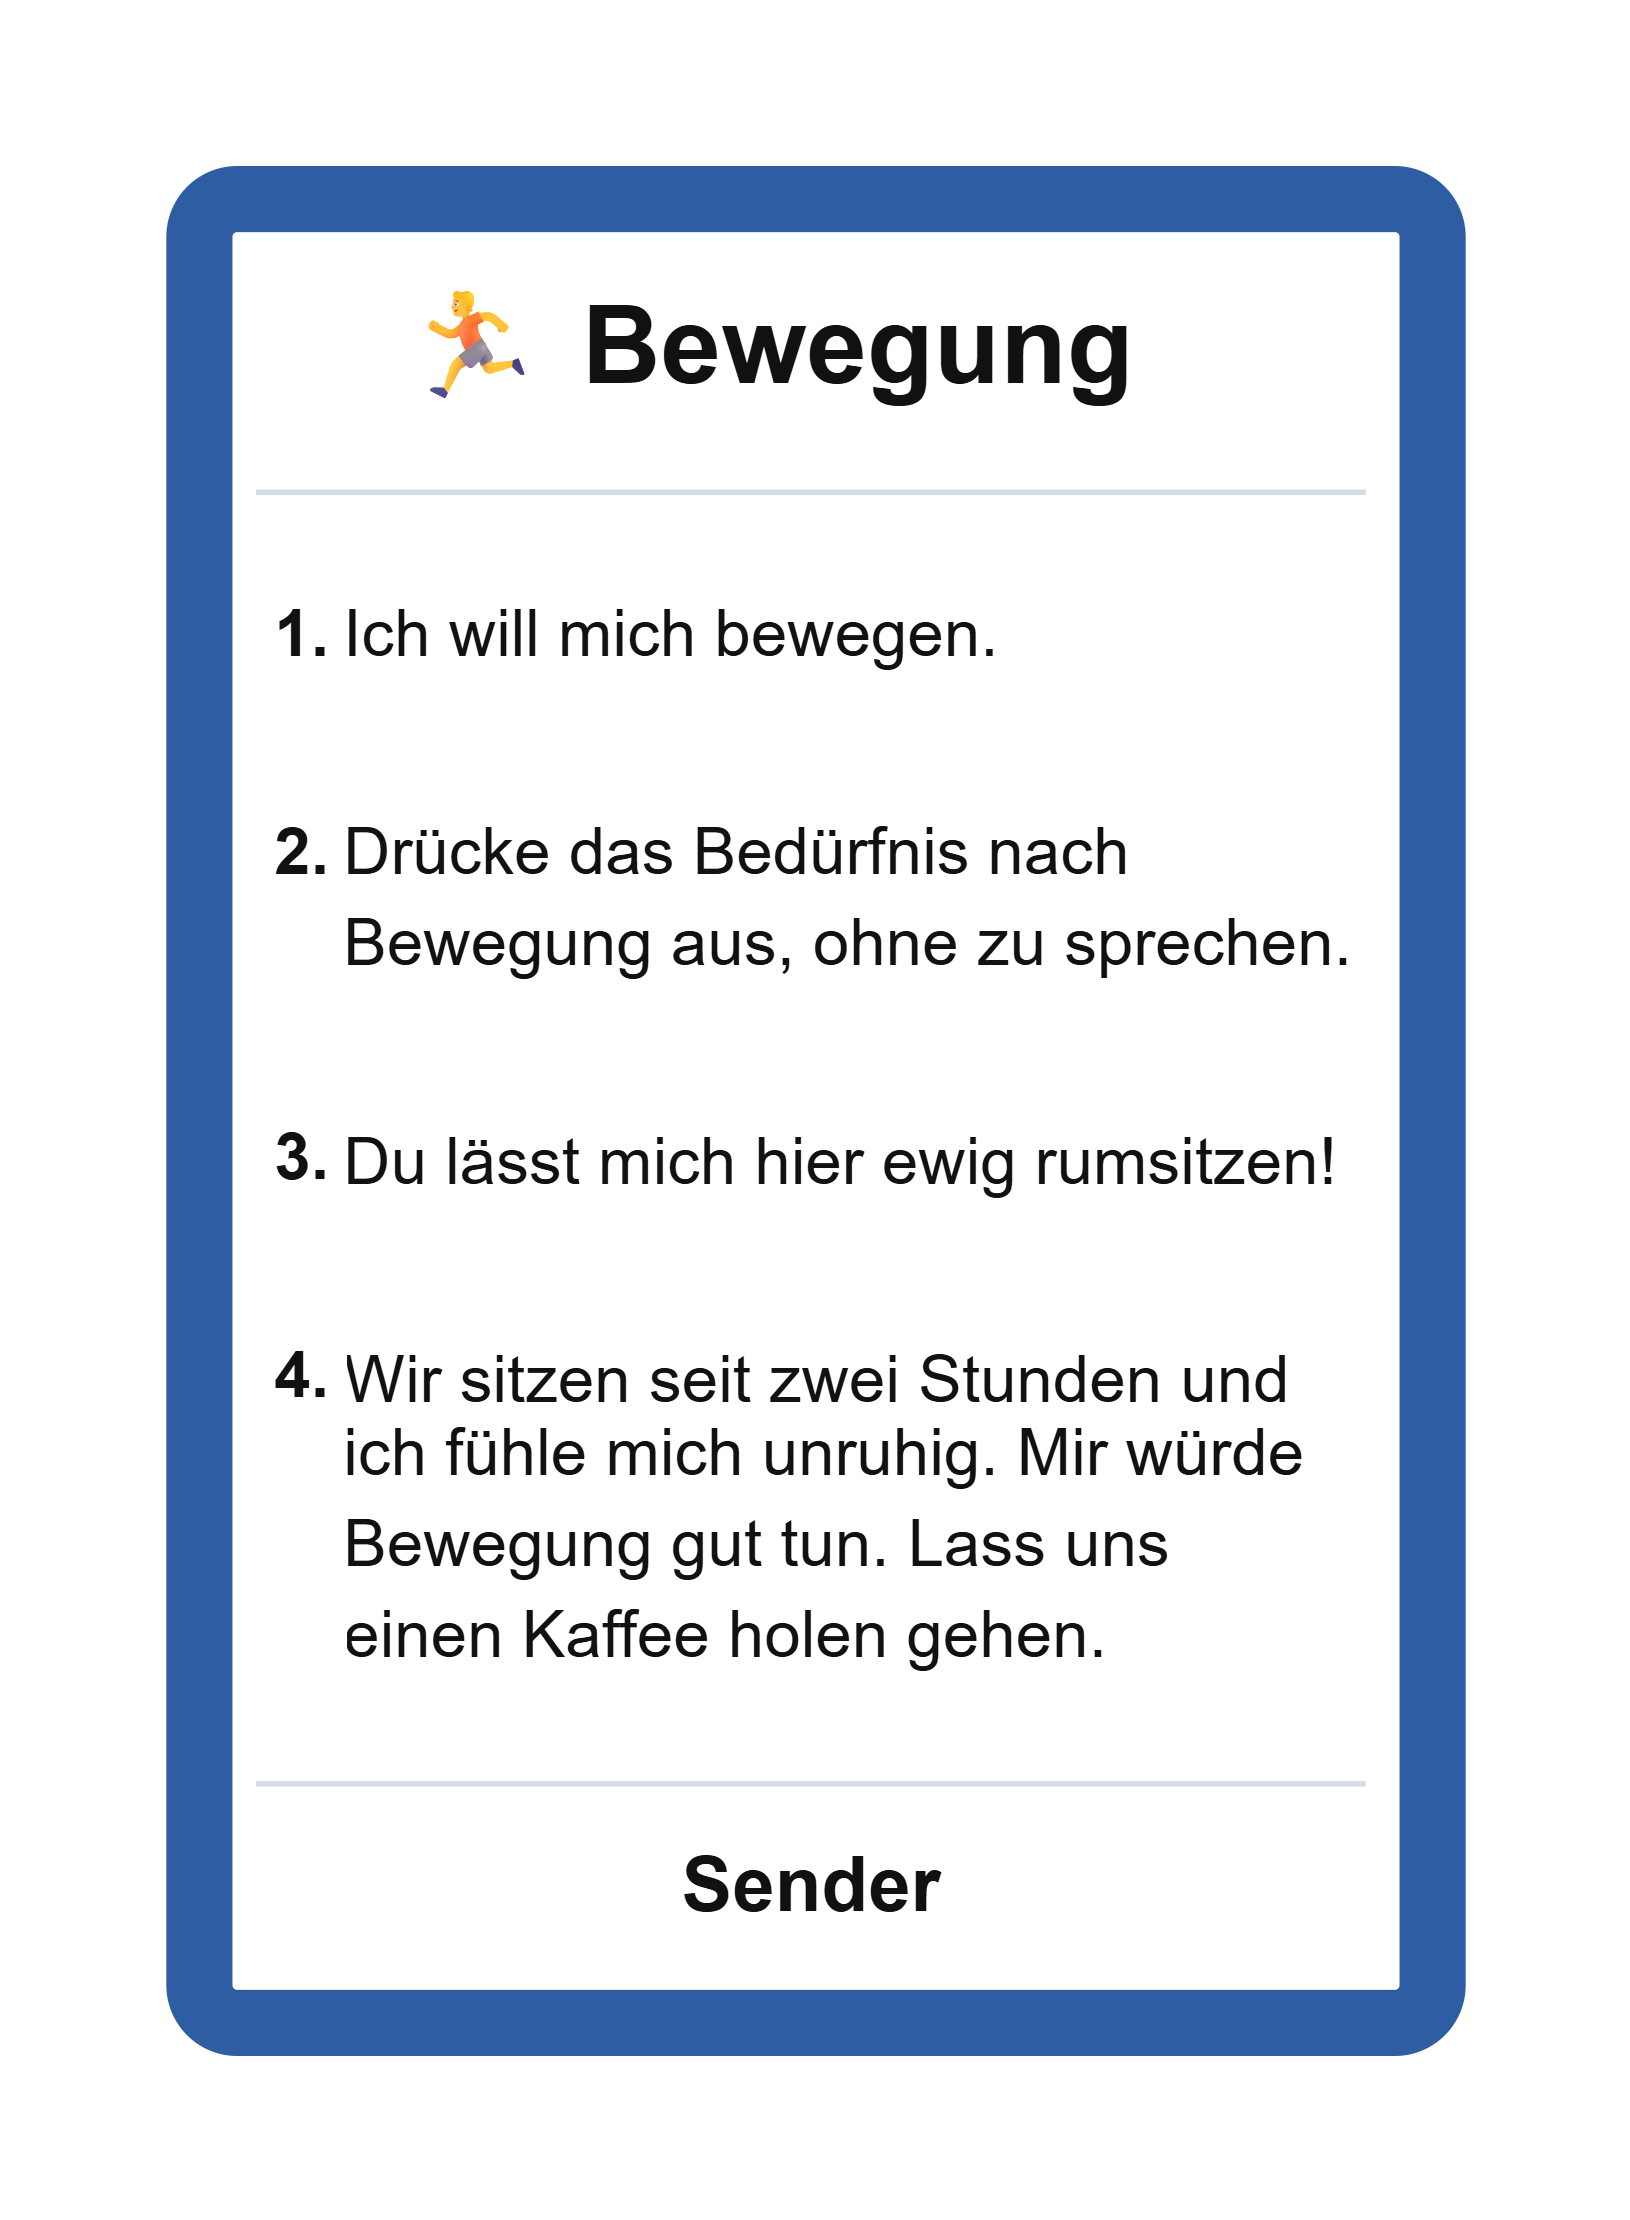 Bewegung
1. Ich will mich bewegen.
2. Drücke das Bedürfnis nach
Bewegung aus, ohne zu sprechen.
3. Du lässt mich hier ewig rumsitzen!
4. Wir sitzen seit zwei Stunden und
ich fühle mich unruhig. Mir würde
Bewegung gut tun. Lass uns
einen Kaffee holen gehen.
Sender